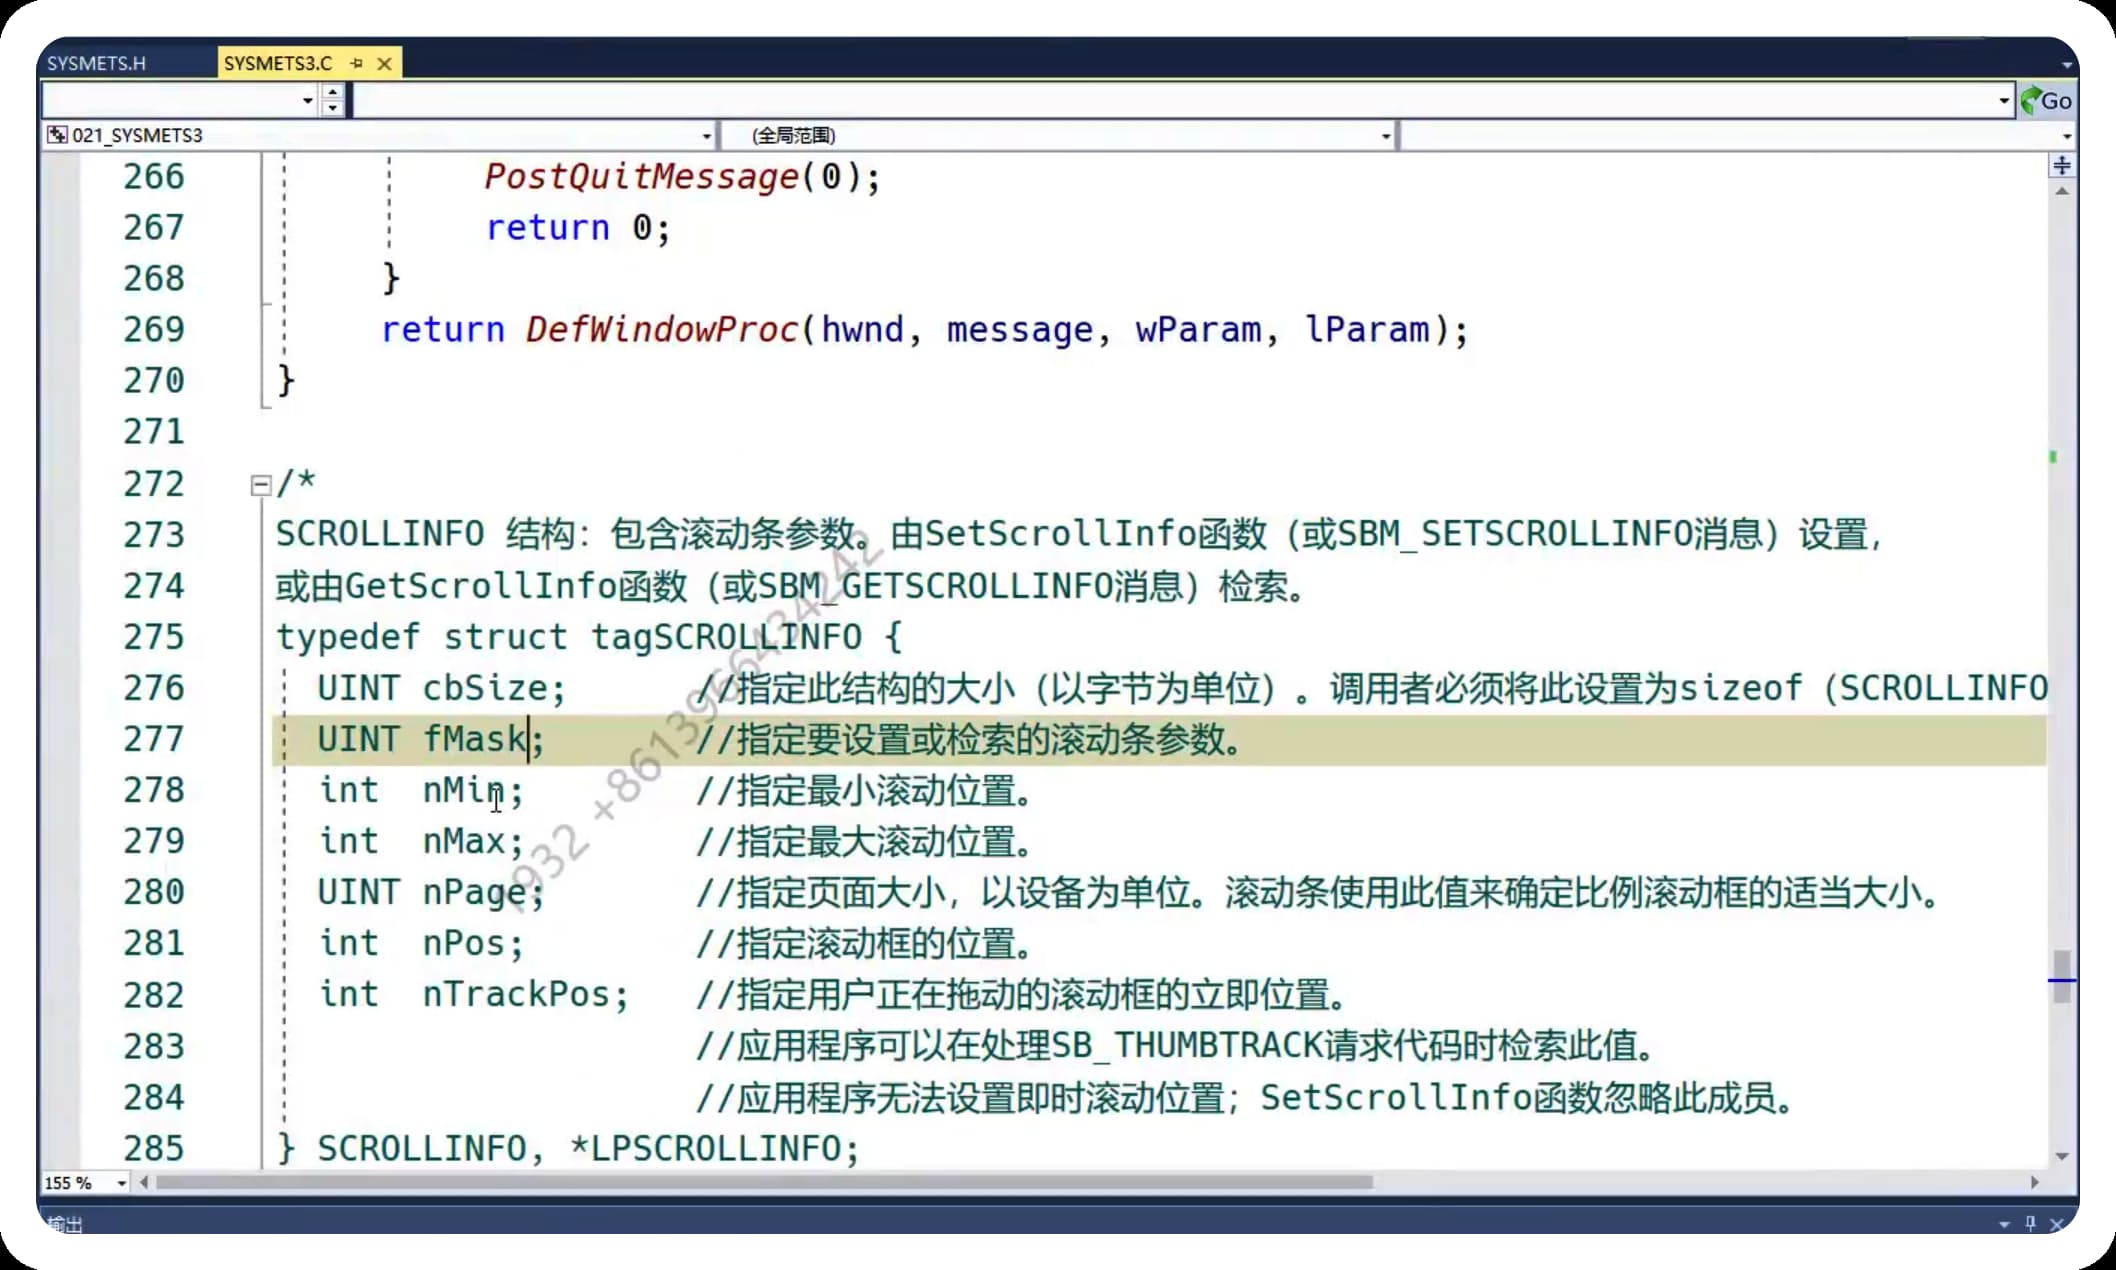 SYSMETS.H SYSMETS3.C
Go
021_SYSMETS3 (全局范围)
266 PostQuitMessage(0);
267 return 0;
268 }
269 return DefWindowProc(hwnd, message, wParam, lParam);
270 }
271
272 /*
273 SCROLLINFO 结构：包含滚动条参数。由SetScrollInfo函数（或SBM_SETSCROLLINFO消息）设置，
274 或由GetScrollInfo函数（或SBM_GETSCROLLINFO消息）检索。
275 typedef struct tagSCROLLINFO {
276 UINT cbSize; //指定此结构的大小（以字节为单位）。调用者必须将此设置为sizeof（SCROLLINFO
277 UINT fMask; //指定要设置或检索的滚动条参数。
278 int nMin; //指定最小滚动位置。
279 int nMax; //指定最大滚动位置。
280 UINT nPage; //指定页面大小，以设备为单位。滚动条使用此值来确定比例滚动框的适当大小。
281 int nPos; //指定滚动框的位置。
282 int nTrackPos; //指定用户正在拖动的滚动框的立即位置。
283 //应用程序可以在处理SB_THUMBTRACK请求代码时检索此值。
284 //应用程序无法设置即时滚动位置；SetScrollInfo函数忽略此成员。
285 } SCROLLINFO, *LPSCROLLINFO;
155 %
输出